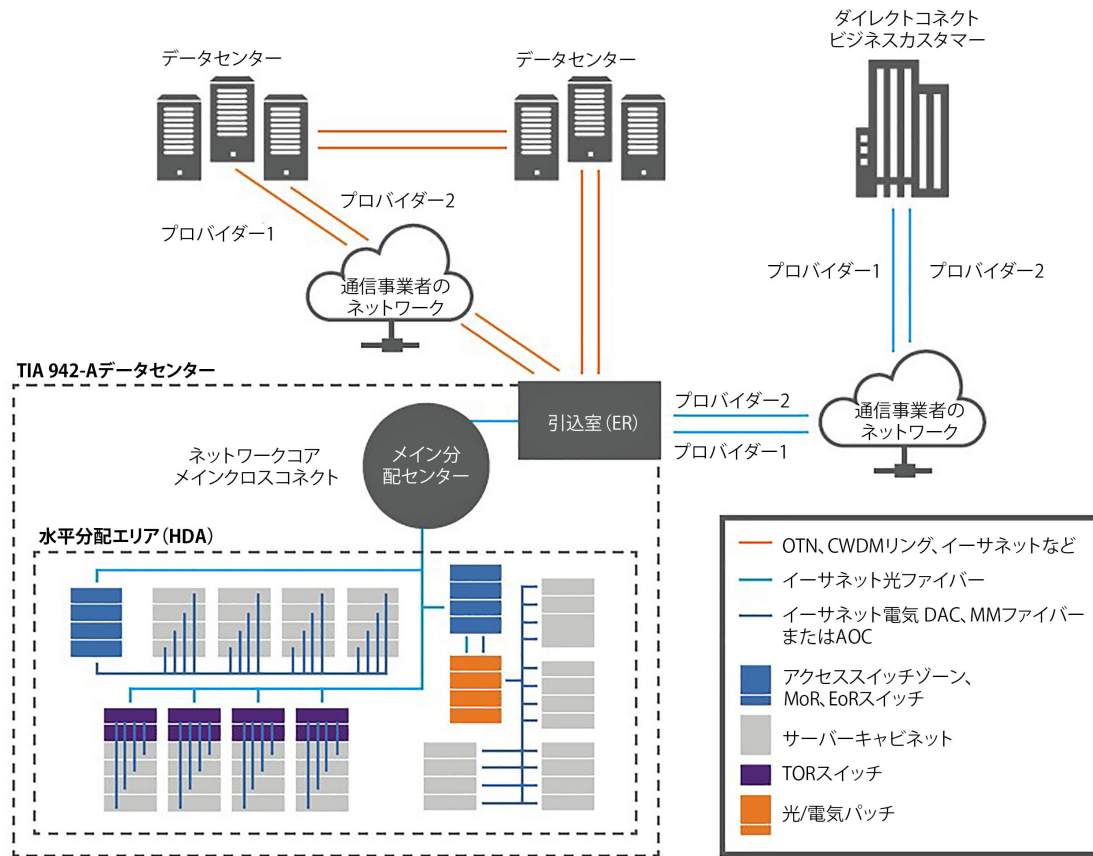 ダイレクトコネクト
ビジネスカスタマー
データセンター
データセンター
プロバイダー2
プロバイダー1
通信事業者の
ネットワーク
プロバイダー1
プロバイダー2
TIA 942-Aデータセンター
引込室（ER）
プロバイダー2
プロバイダー1
通信事業者の
ネットワーク
ネットワークコア
メインクロスコネクト
メイン分
配センター
水平分配エリア（HDA）
OTN、CWDMリング、イーサネットなど
イーサネット光ファイバー
イーサネット電気 DAC、MMファイバー
またはAOC
アクセススイッチゾーン、
MoR、EoRスイッチ
サーバーキャビネット
TORスイッチ
光/電気パッチ